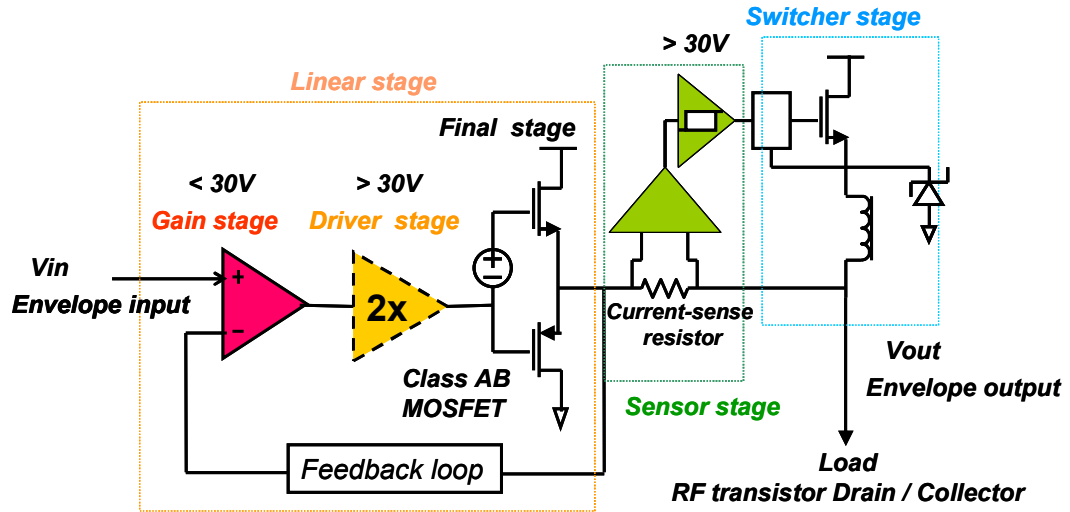 Switcher stage
> 30V
Linear stage
Final stage
< 30V
> 30V
Gain stage
Driver stage
Vin
Envelope input
+
−
2x
+
−
Current-sense
resistor
Class AB
MOSFET
Vout
Envelope output
Sensor stage
Feedback loop
Load
RF transistor Drain / Collector